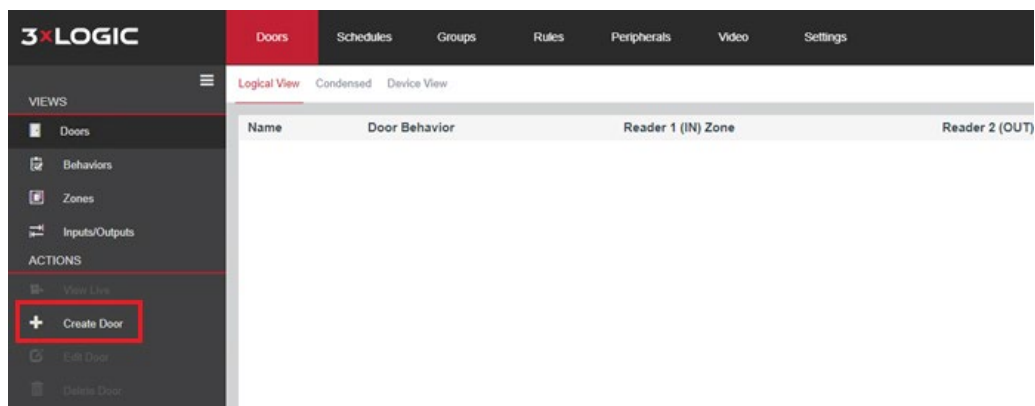 3xLOGIC
Doors Schedules Groups Rules Peripherals Video Settings
Logical View Condensed Device View
VIEWS
Doors
Behaviors
Zones
Inputs/Outputs
ACTIONS
View Live
Create Door
Edit Door
Delete Door
Name Door Behavior Reader 1 (IN) Zone Reader 2 (OUT)